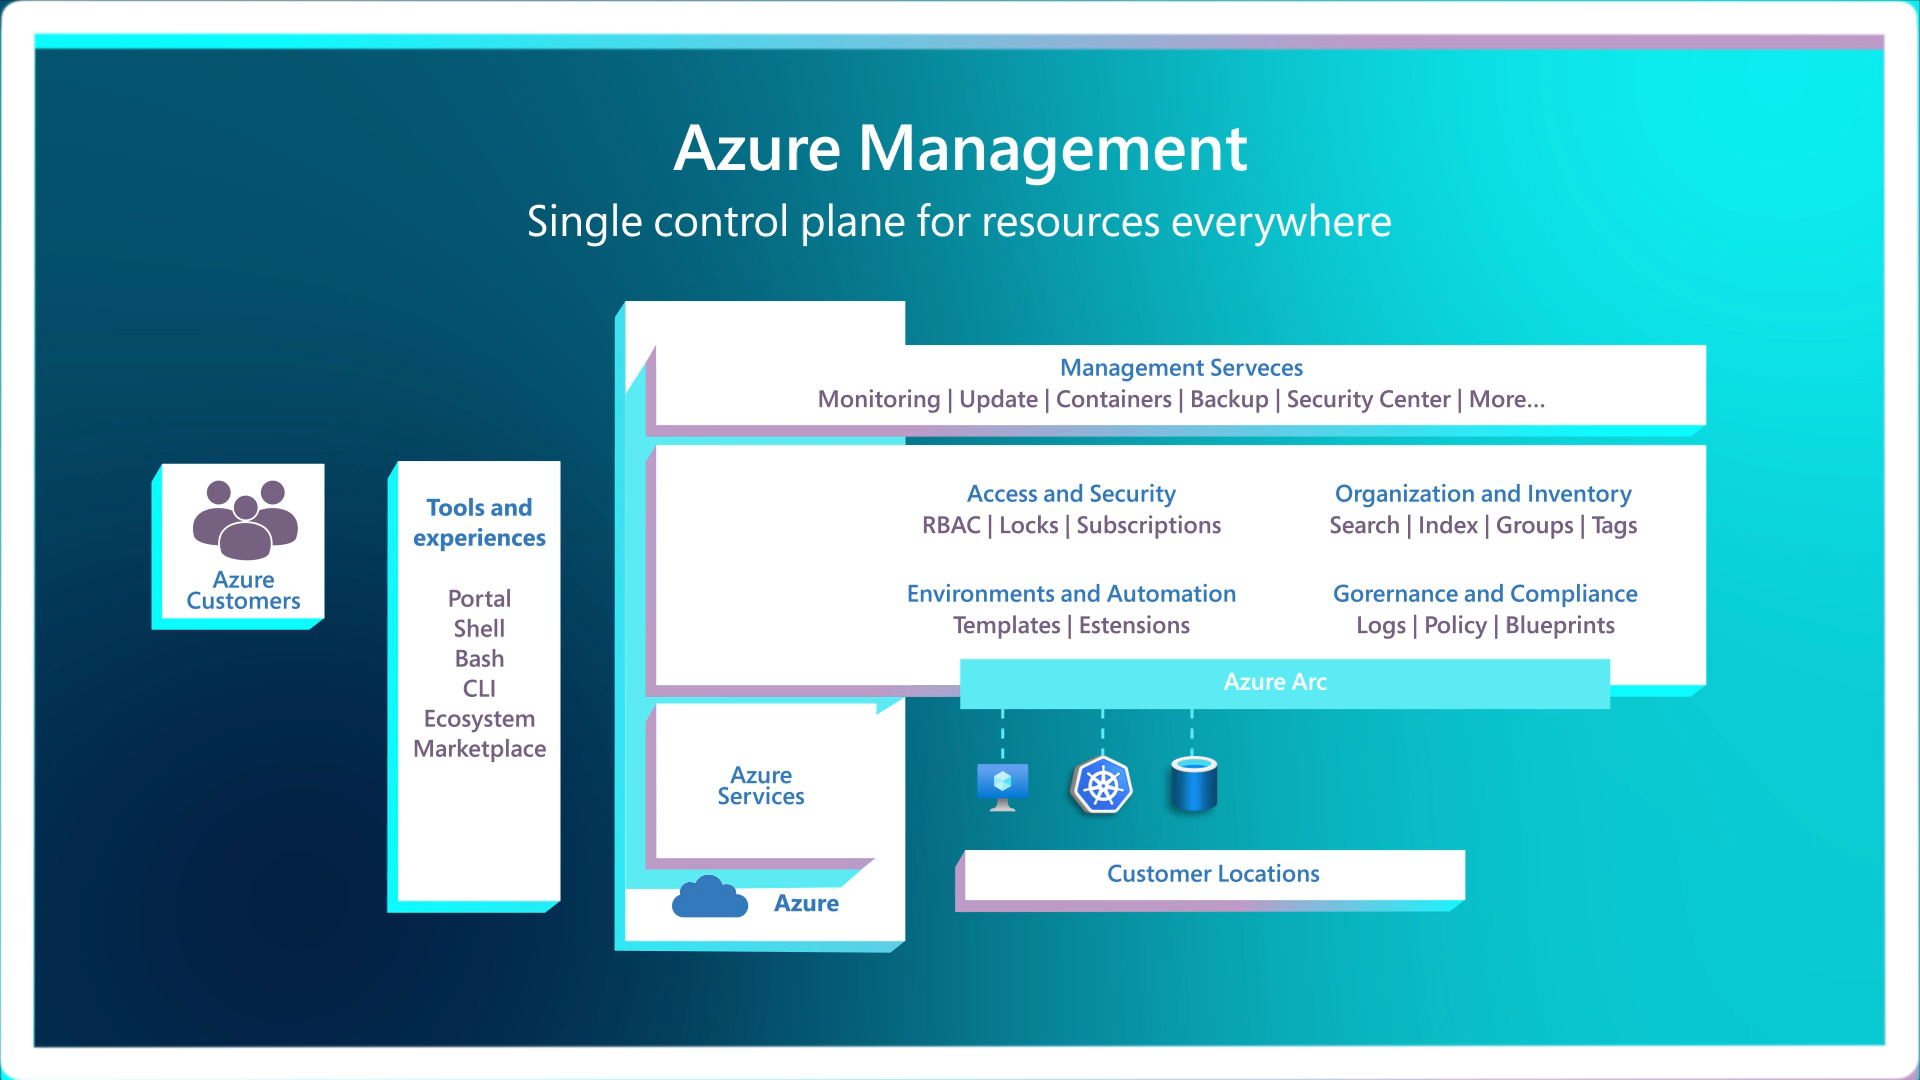 Azure Management
Single control plane for resources everywhere
Management Serveces
Monitoring | Update | Containers | Backup | Security Center | More...
Azure
Customers
Tools and
experiences
Portal
Shell
Bash
CLI
Ecosystem
Marketplace
Access and Security
RBAC | Locks | Subscriptions
Organization and Inventory
Search | Index | Groups | Tags
Environments and Automation
Templates | Estensions
Gorernance and Compliance
Logs | Policy | Blueprints
Azure Arc
Azure
Services
Azure
Customer Locations